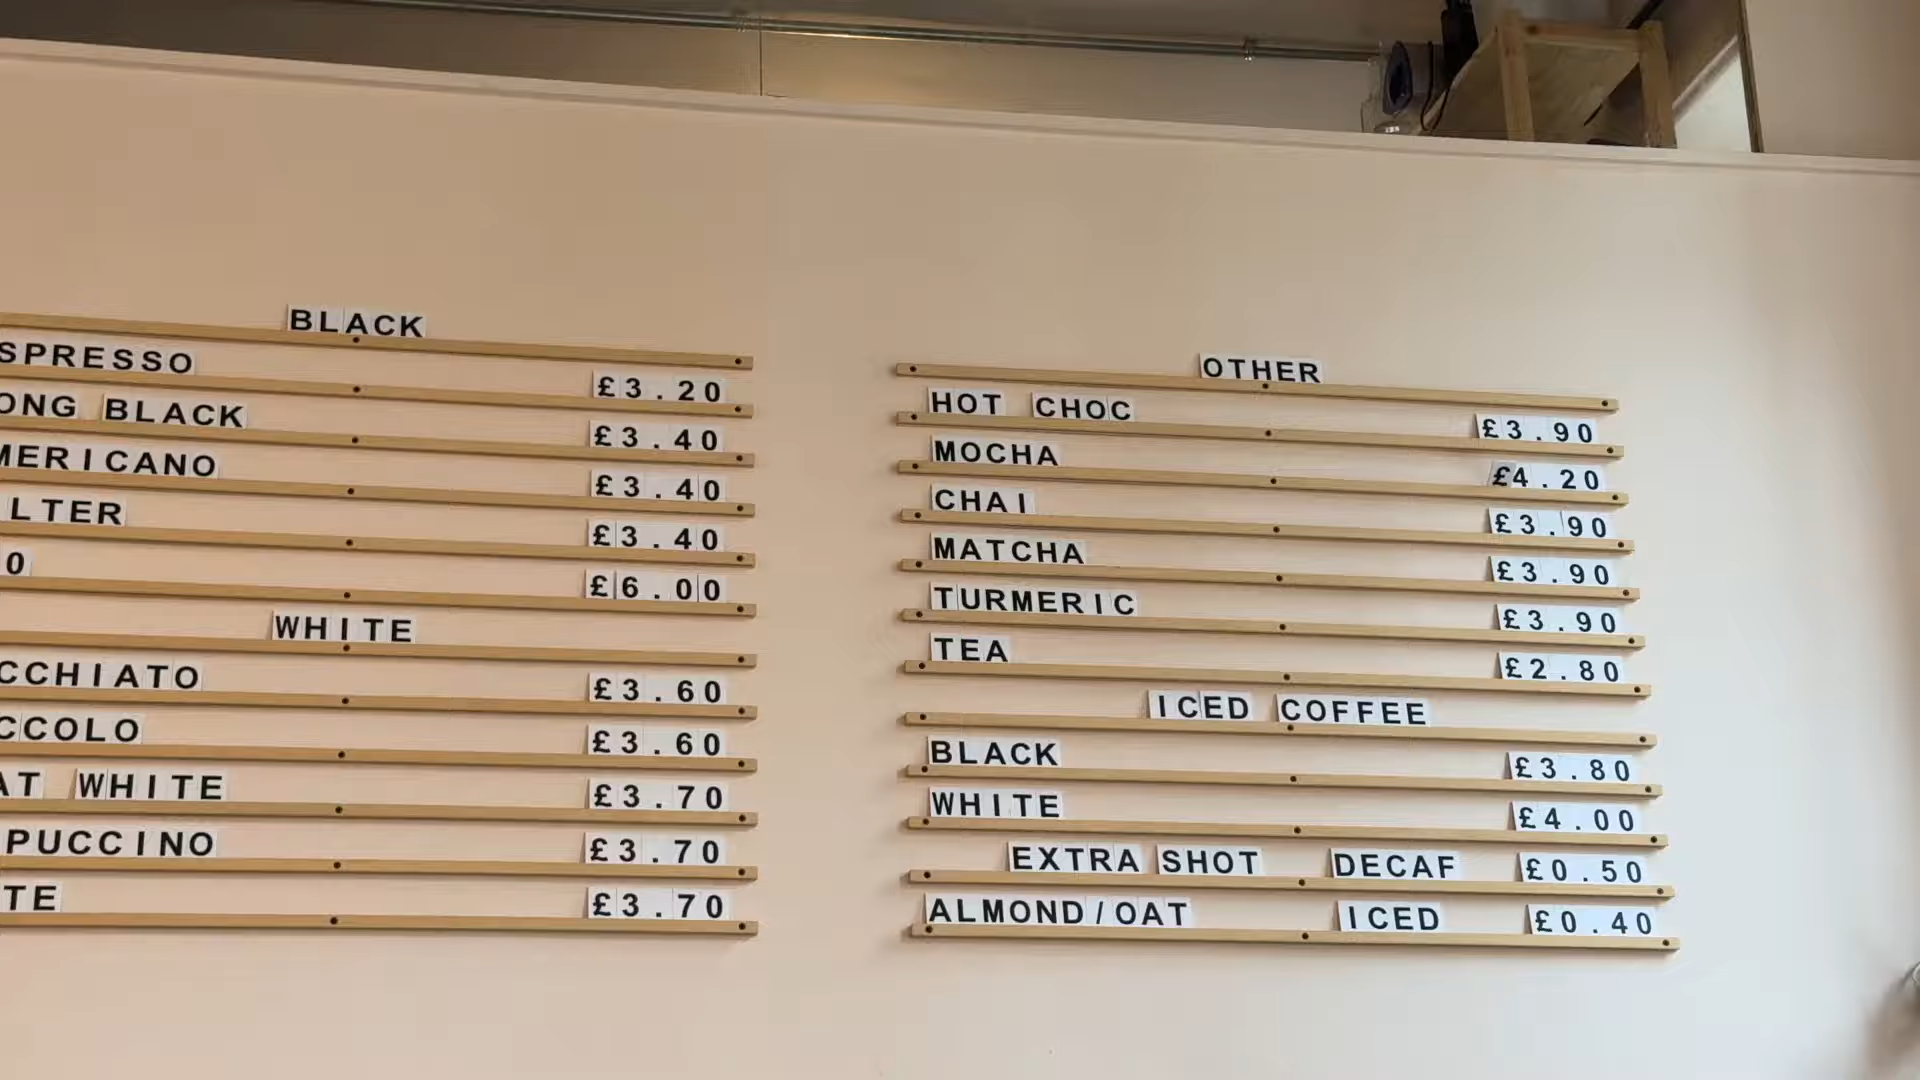 BLACK
SPRESSO £3.20
ONG BLACK £3.40
MERICANO £3.40
LTER £3.40
0 £6.00
WHITE
CCHIATO £3.60
CCOLO £3.60
AT WHITE £3.70
PUCCINO £3.70
TE £3.70
OTHER
HOT CHOC £3.90
MOCHA £4.20
CHAI £3.90
MATCHA £3.90
TURMERIC £3.90
TEA £2.80
ICED COFFEE
BLACK £3.80
WHITE £4.00
EXTRA SHOT DECAF £0.50
ALMOND/OAT ICED £0.40